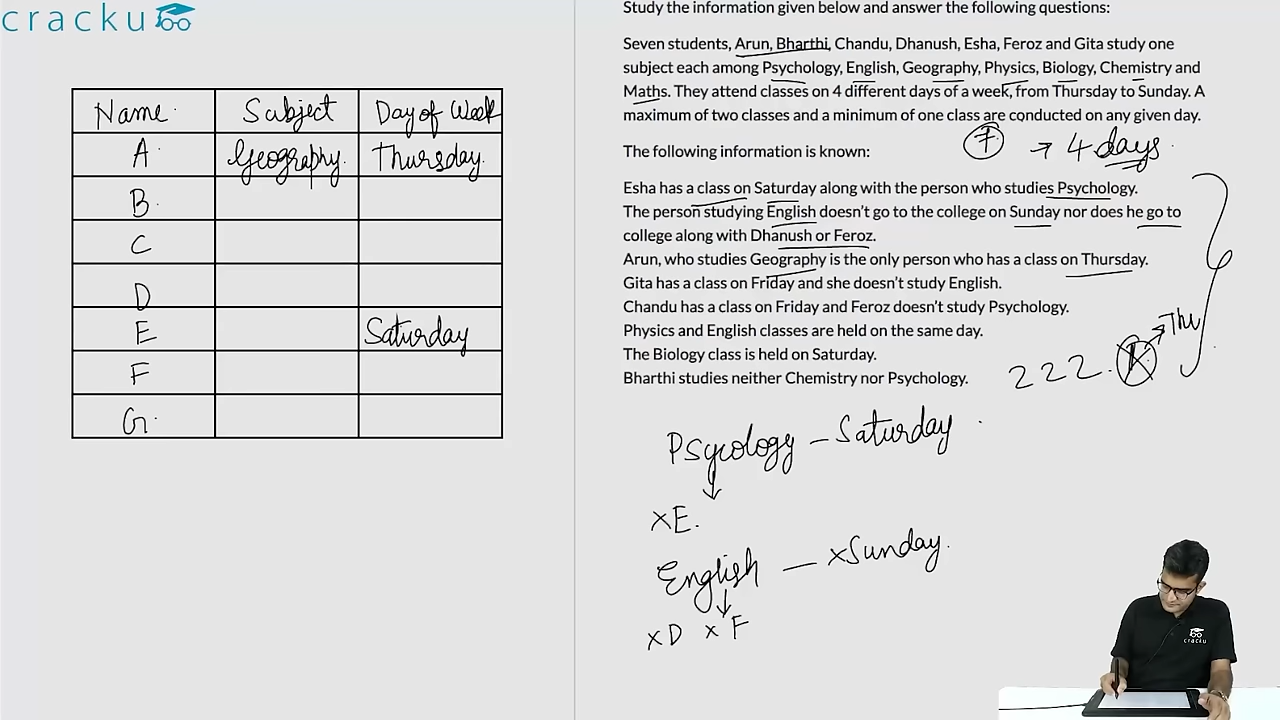 cracku
Study the information given below and answer the following questions:
Seven students, Arun, Bharthi, Chandu, Dhanush, Esha, Feroz and Gita study one
subject each among Psychology, English, Geography, Physics, Biology, Chemistry and
Maths. They attend classes on 4 different days of a week, from Thursday to Sunday. A
maximum of two classes and a minimum of one class are conducted on any given day.
The following information is known:
7 → 4 days.
Esha has a class on Saturday along with the person who studies Psychology.
The person studying English doesn't go to the college on Sunday nor does he go to
college along with Dhanush or Feroz.
Arun, who studies Geography is the only person who has a class on Thursday.
Gita has a class on Friday and she doesn't study English.
Chandu has a class on Friday and Feroz doesn't study Psychology.
Physics and English classes are held on the same day.
The Biology class is held on Saturday.
Bharthi studies neither Chemistry nor Psychology.
2 2 2 . 1 → Thu
Name Subject Day of Week
A Geography. Thursday.
B
C
D
E Saturday
F
G
Psycology – Saturday
↓
×E.
English — ×Sunday.
↓
×D ×F
cracku